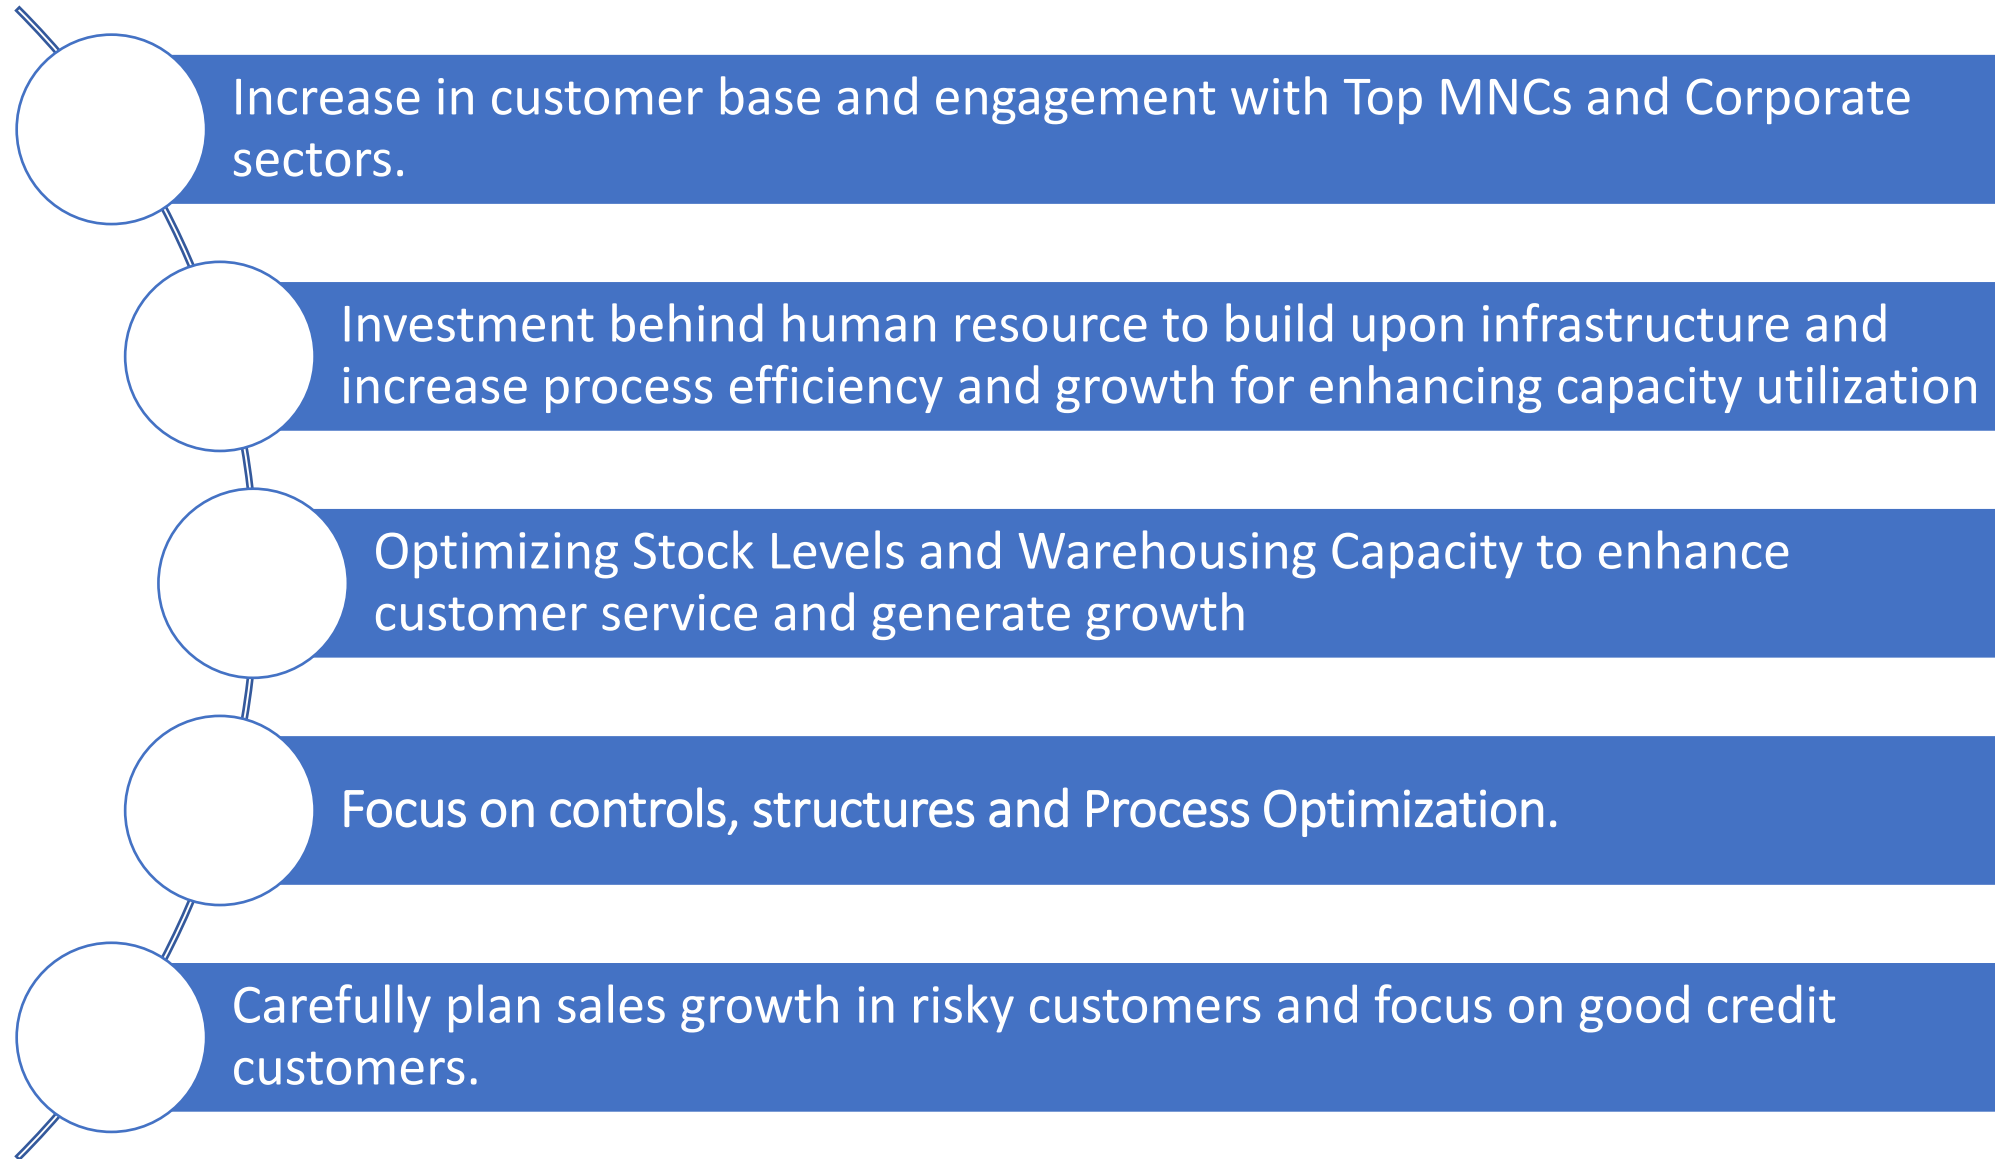 Increase in customer base and engagement with Top MNCs and Corporate
sectors.
Investment behind human resource to build upon infrastructure and
increase process efficiency and growth for enhancing capacity utilization
Optimizing Stock Levels and Warehousing Capacity to enhance
customer service and generate growth
Focus on controls, structures and Process Optimization.
Carefully plan sales growth in risky customers and focus on good credit
customers.